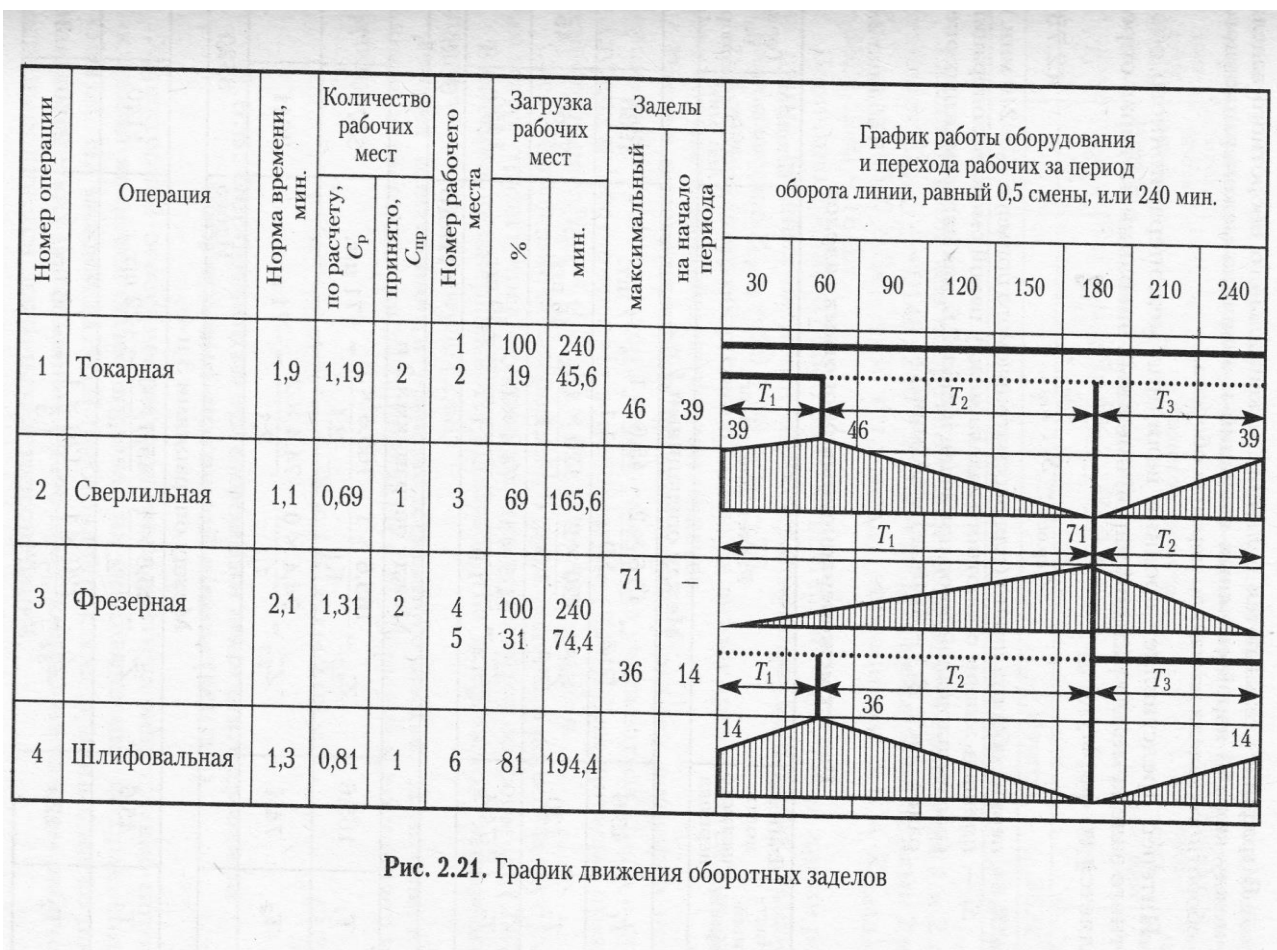 Номер операции
Операция
Норма времени,
мин.
Количество
рабочих
мест
по расчету,
Cр
принято,
Cпр
Номер рабочего
места
Загрузка
рабочих
мест
%
мин.
Заделы
максимальный
на начало
периода
График работы оборудования
и перехода рабочих за период
оборота линии, равный 0,5 смены, или 240 мин.
30 60 90 120 150 180 210 240
1 100 240
1 Токарная 1,9 1,19 2 2 19 45,6
T1 T2 T3
46 39
39 46 39
2 Сверлильная 1,1 0,69 1 3 69 165,6
T1 71 T2
71 –
3 Фрезерная 2,1 1,31 2 4 100 240
5 31 74,4
36 14
T1 T2 T3
36
14 14
4 Шлифовальная 1,3 0,81 1 6 81 194,4
Рис. 2.21. График движения оборотных заделов